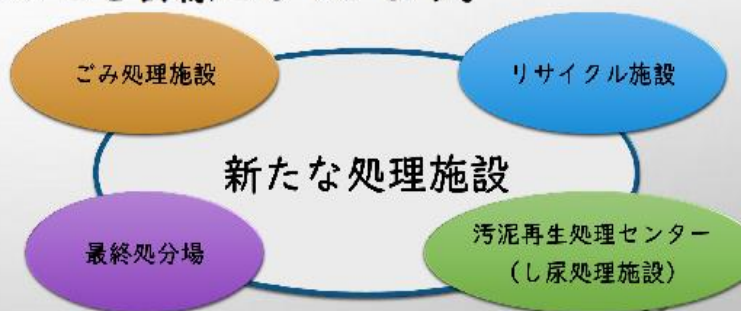 ごみ処理施設
リサイクル施設
新たな処理施設
最終処分場
汚泥再生処理センター
（し尿処理施設）